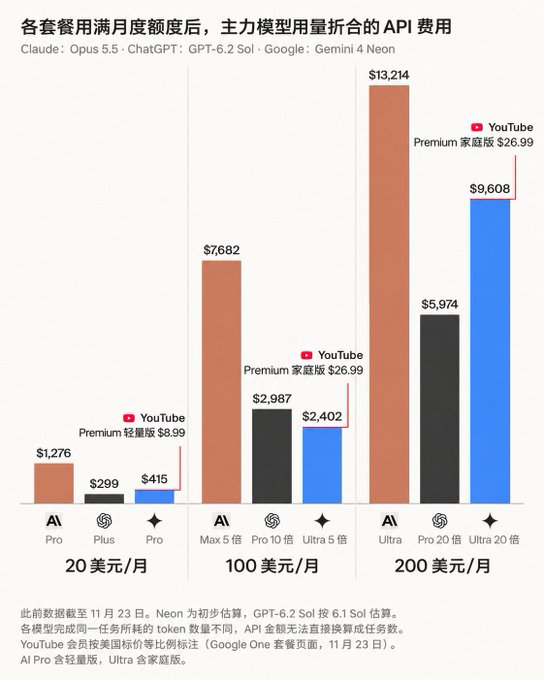 各套餐用满月度额度后，主力模型用量折合的 API 费用
Claude：Opus 5.5 · ChatGPT：GPT-6.2 Sol · Google：Gemini 4 Neon
$13,214
YouTube
Premium 家庭版 $26.99
$9,608
$7,682
$5,974
YouTube
Premium 家庭版 $26.99
$2,987
$2,402
YouTube
Premium 轻量版 $8.99
$1,276
$299
$415
Pro
Plus
Pro
Max 5 倍
Pro 10 倍
Ultra 5 倍
Ultra
Pro 20 倍
Ultra 20 倍
20 美元/月
100 美元/月
200 美元/月
此前数据截至 11 月 23 日。Neon 为初步估算，GPT-6.2 Sol 按 6.1 Sol 估算。
各模型完成同一任务所耗的 token 数量不同，API 金额无法直接换算成任务数。
YouTube 会员按美国标价等比例标注（Google One 套餐页面，11 月 23 日）。
AI Pro 含轻量版，Ultra 含家庭版。